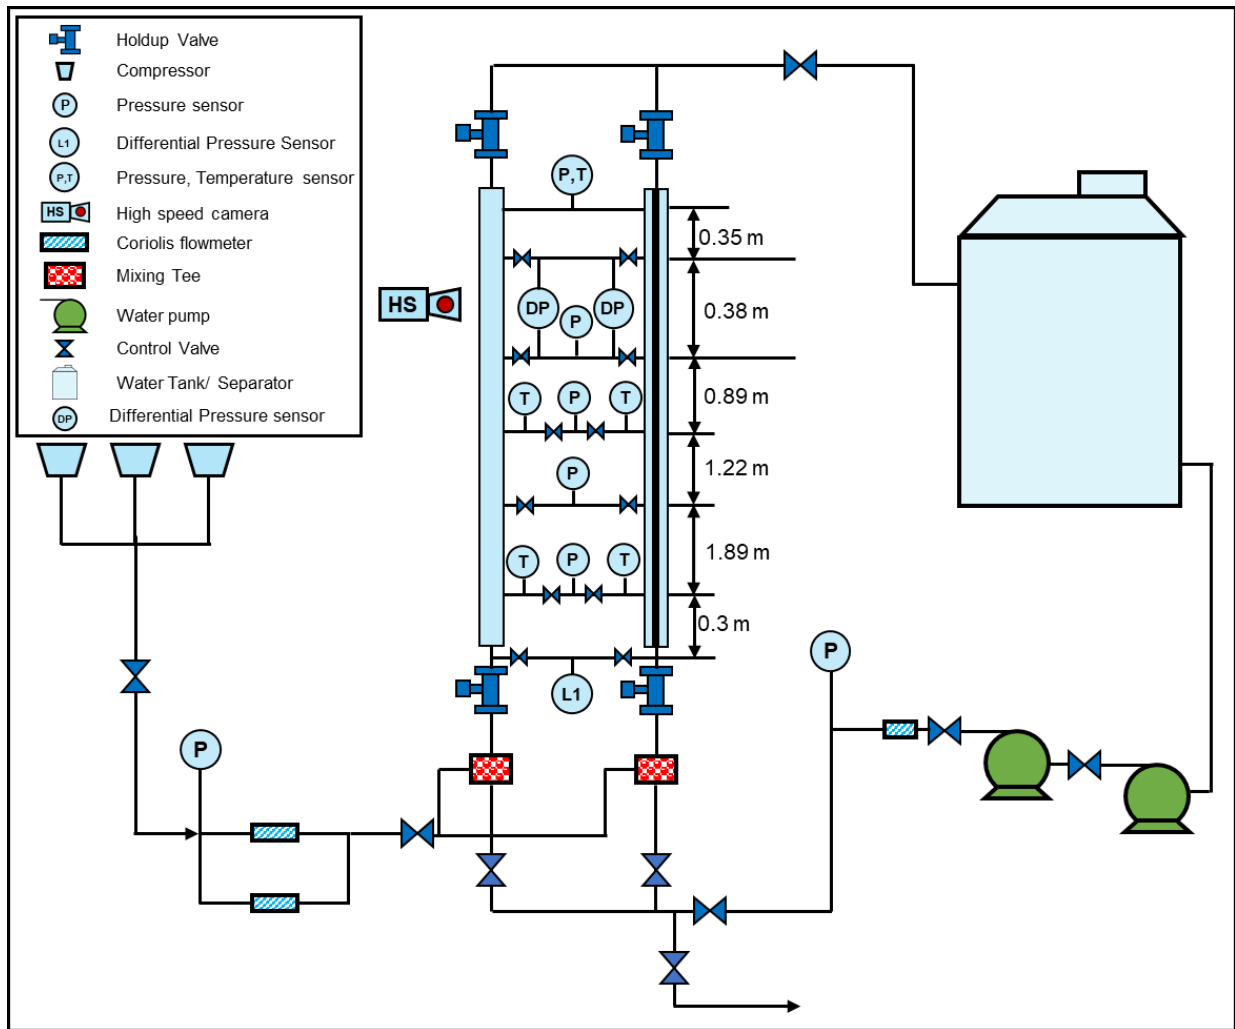 Holdup Valve
Compressor
P Pressure sensor
L1 Differential Pressure Sensor
P,T Pressure, Temperature sensor
HS High speed camera
Coriolis flowmeter
Mixing Tee
Water pump
Control Valve
Water Tank/ Separator
DP Differential Pressure sensor
P,T
0.35 m
HS
DP P DP
0.38 m
T P T
0.89 m
P
1.22 m
T P T
1.89 m
0.3 m
L1
P
P